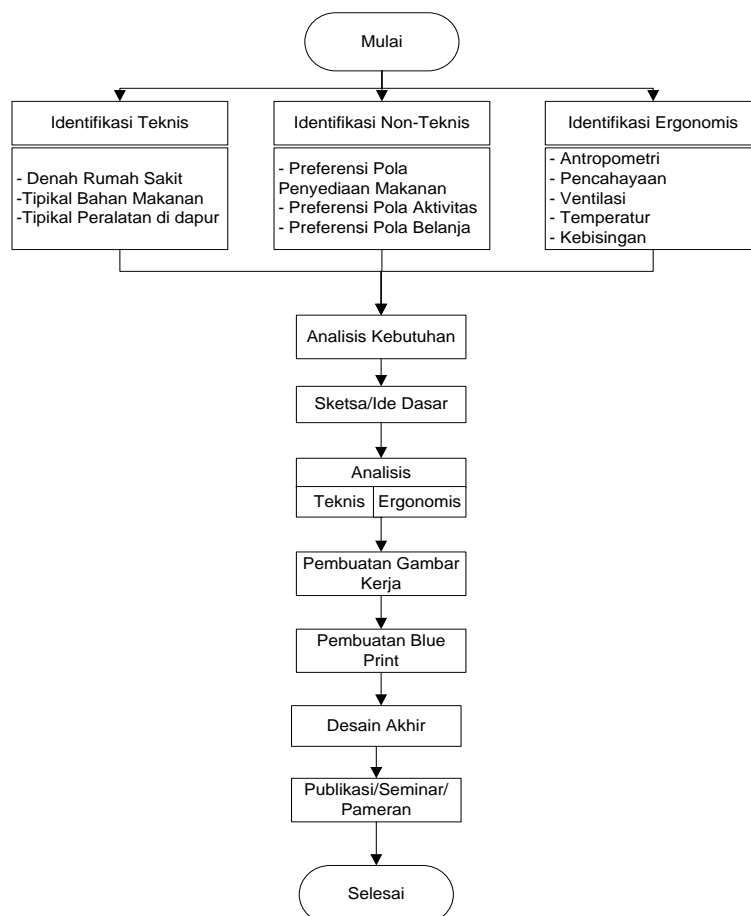 Mulai
Identifikasi Teknis
- Denah Rumah Sakit
-Tipikal Bahan Makanan
-Tipikal Peralatan di dapur
Identifikasi Non-Teknis
- Preferensi Pola
Penyediaan Makanan
- Preferensi Pola Aktivitas
- Preferensi Pola Belanja
Identifikasi Ergonomis
- Antropometri
- Pencahayaan
- Ventilasi
- Temperatur
- Kebisingan
Analisis Kebutuhan
Sketsa/Ide Dasar
Analisis
Teknis
Ergonomis
Pembuatan Gambar
Kerja
Pembuatan Blue
Print
Desain Akhir
Publikasi/Seminar/
Pameran
Selesai